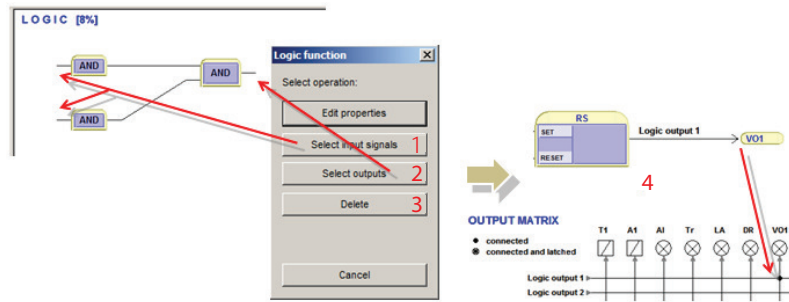 LOGIC [8%]
AND
AND
AND
Logic function
Select operation:
Edit properties
Select input signals 1
Select outputs 2
Delete 3
Cancel
RS
SET
RESET
Logic output 1
VO1
4
OUTPUT MATRIX
connected
connected and latched
T1 A1 Al Tr LA DR VO1
Logic output 1
Logic output 2